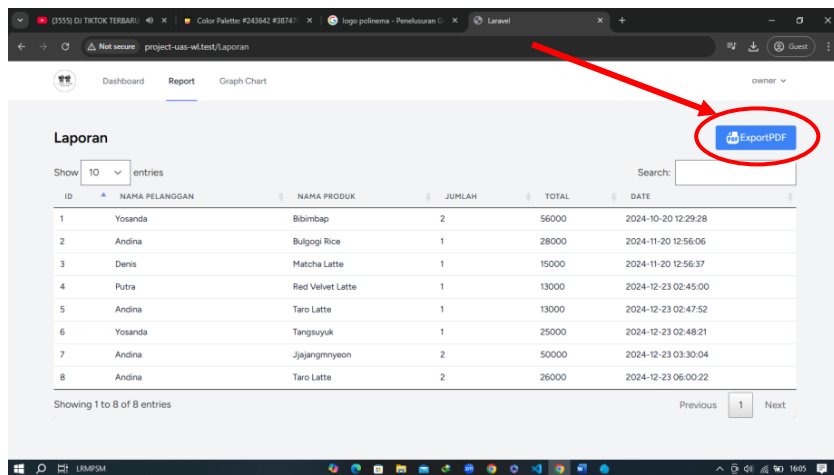 (3555) DJ TIKTOK TERBARU
Color Palette: #243642 #38747
logo polinema - Penelusuran G
Laravel
Not secure project-uas-wl.test/Laporan
Guest
Dashboard Report Graph Chart owner
Laporan
PDF ExportPDF
Show 10 entries Search:
ID NAMA PELANGGAN NAMA PRODUK JUMLAH TOTAL DATE
1 Yosanda Bibimbap 2 56000 2024-10-20 12:29:28
2 Andina Bulgogi Rice 1 28000 2024-11-20 12:56:06
3 Denis Matcha Latte 1 15000 2024-11-20 12:56:37
4 Putra Red Velvet Latte 1 13000 2024-12-23 02:45:00
5 Andina Taro Latte 1 13000 2024-12-23 02:47:52
6 Yosanda Tangsuyuk 1 25000 2024-12-23 02:48:21
7 Andina Jjajangmnyeon 2 50000 2024-12-23 03:30:04
8 Andina Taro Latte 2 26000 2024-12-23 06:00:22
Showing 1 to 8 of 8 entries Previous 1 Next
LRMPSM 16:05